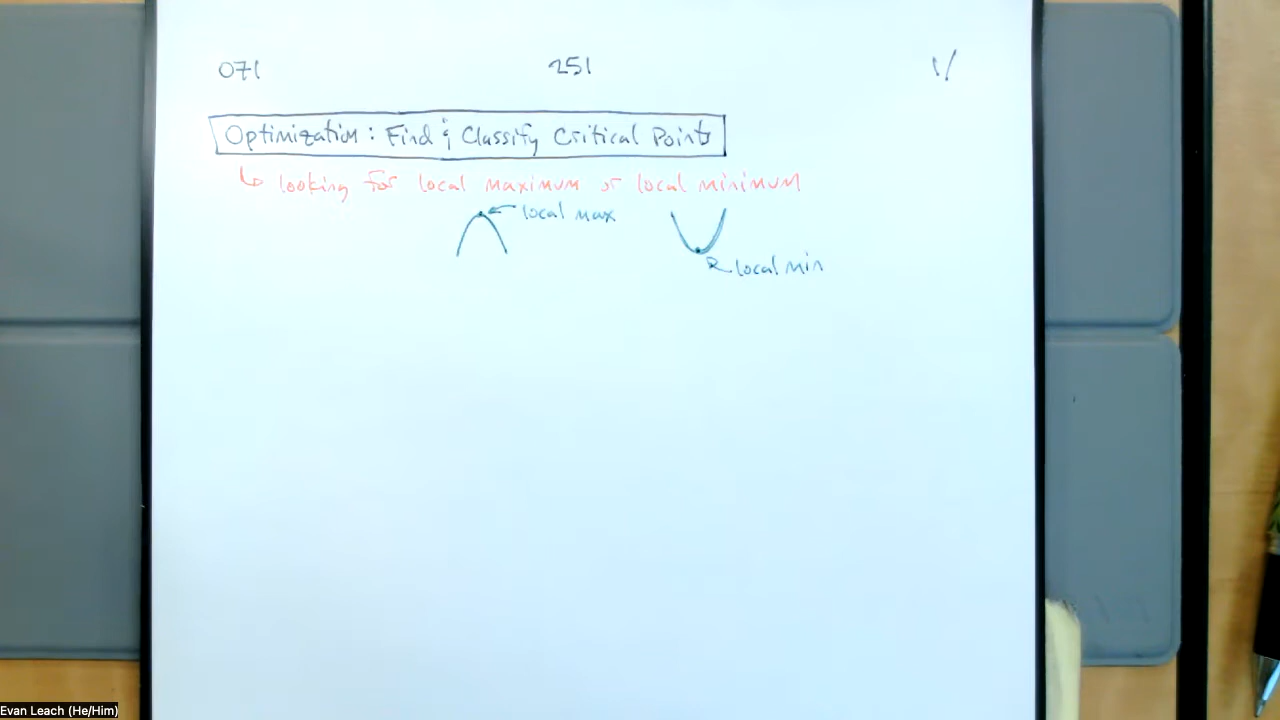 071 251 1/
Optimization: Find & Classify Critical Points
↳ looking for local maximum or local minimum
local max
local min
Evan Leach (He/Him)